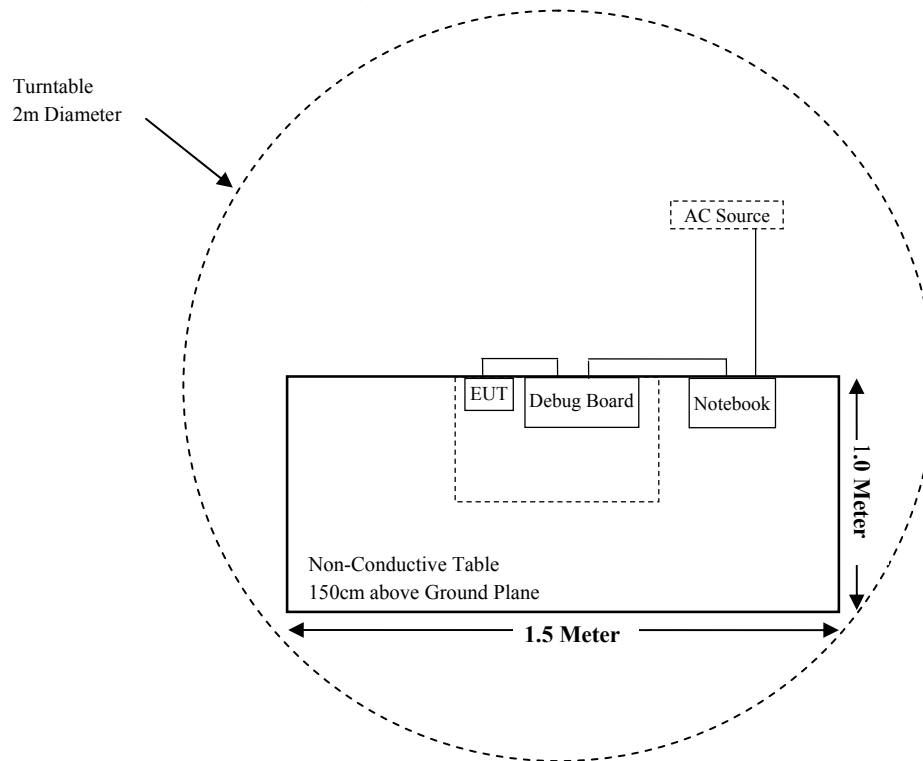 Turntable
2m Diameter
AC Source
EUT
Debug Board
Notebook
1.0 Meter
Non-Conductive Table
150cm above Ground Plane
1.5 Meter